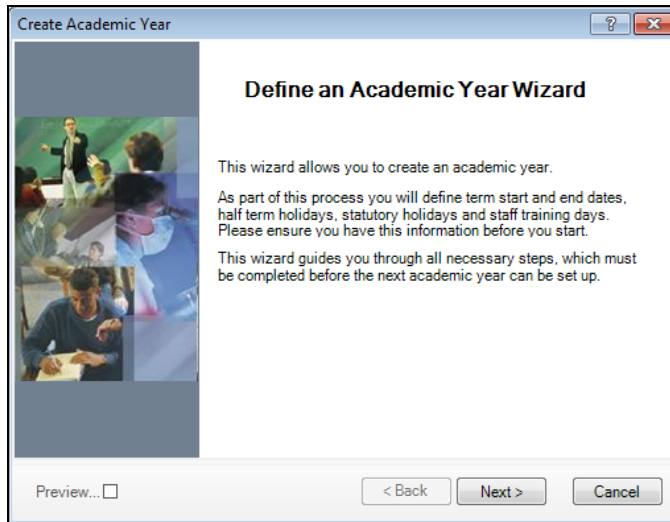 Create Academic Year
Define an Academic Year Wizard
This wizard allows you to create an academic year.
As part of this process you will define term start and end dates,
half term holidays, statutory holidays and staff training days.
Please ensure you have this information before you start.
This wizard guides you through all necessary steps, which must
be completed before the next academic year can be set up.
Preview...
< Back Next > Cancel